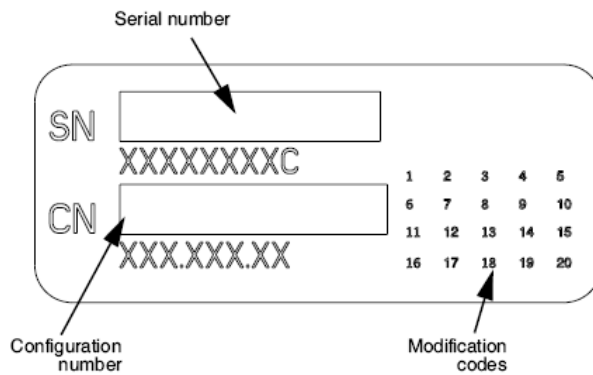 Serial number
SN
XXXXXXXXC
CN
XXX.XXX.XX
1 2 3 4 5
6 7 8 9 10
11 12 13 14 15
16 17 18 19 20
Configuration
number
Modification
codes